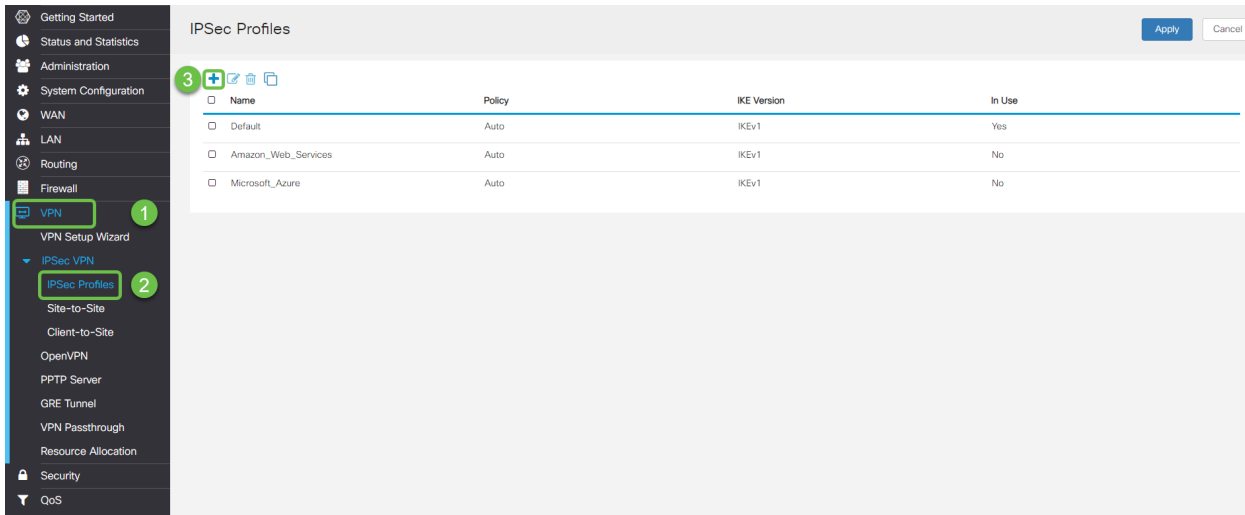 Getting Started
Status and Statistics
Administration
System Configuration
WAN
LAN
Routing
Firewall
VPN 1
VPN Setup Wizard
IPSec VPN
IPSec Profiles 2
Site-to-Site
Client-to-Site
OpenVPN
PPTP Server
GRE Tunnel
VPN Passthrough
Resource Allocation
Security
QoS
IPSec Profiles Apply Cancel
3
Name Policy IKE Version In Use
Default Auto IKEv1 Yes
Amazon_Web_Services Auto IKEv1 No
Microsoft_Azure Auto IKEv1 No